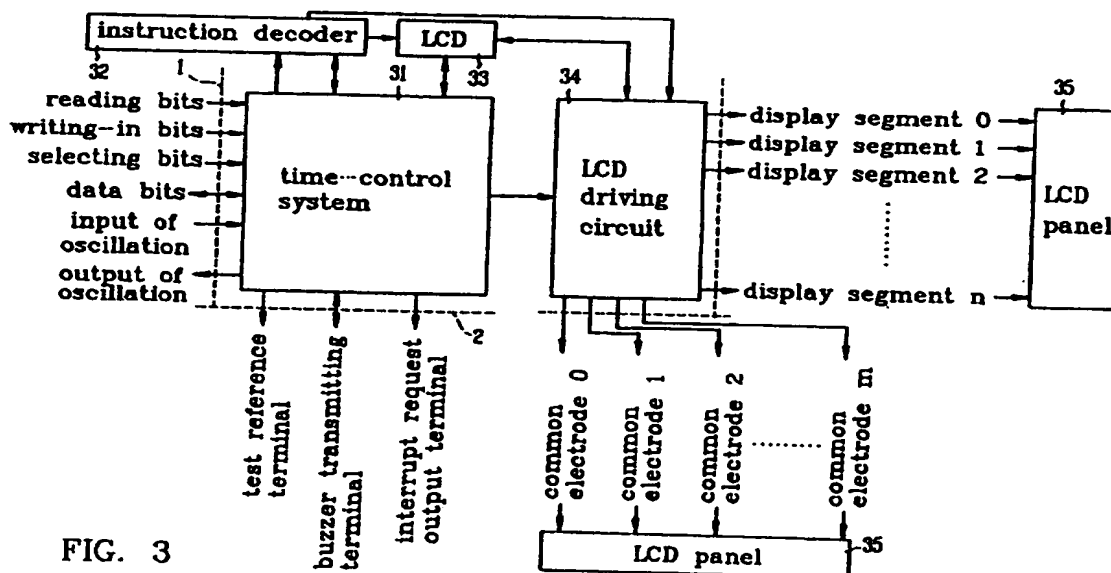 instruction decoder
LCD
32
1
31
33
34
35
reading bits
writing-in bits
selecting bits
data bits
input of
oscillation
output of
oscillation
time--control
system
LCD
driving
circuit
display segment 0
display segment 1
display segment 2
display segment n
LCD
panel
2
test reference
terminal
buzzer transmitting
terminal
interrupt request
output terminal
common
electrode 0
common
electrode 1
common
electrode 2
common
electrode m
LCD panel
35
FIG. 3